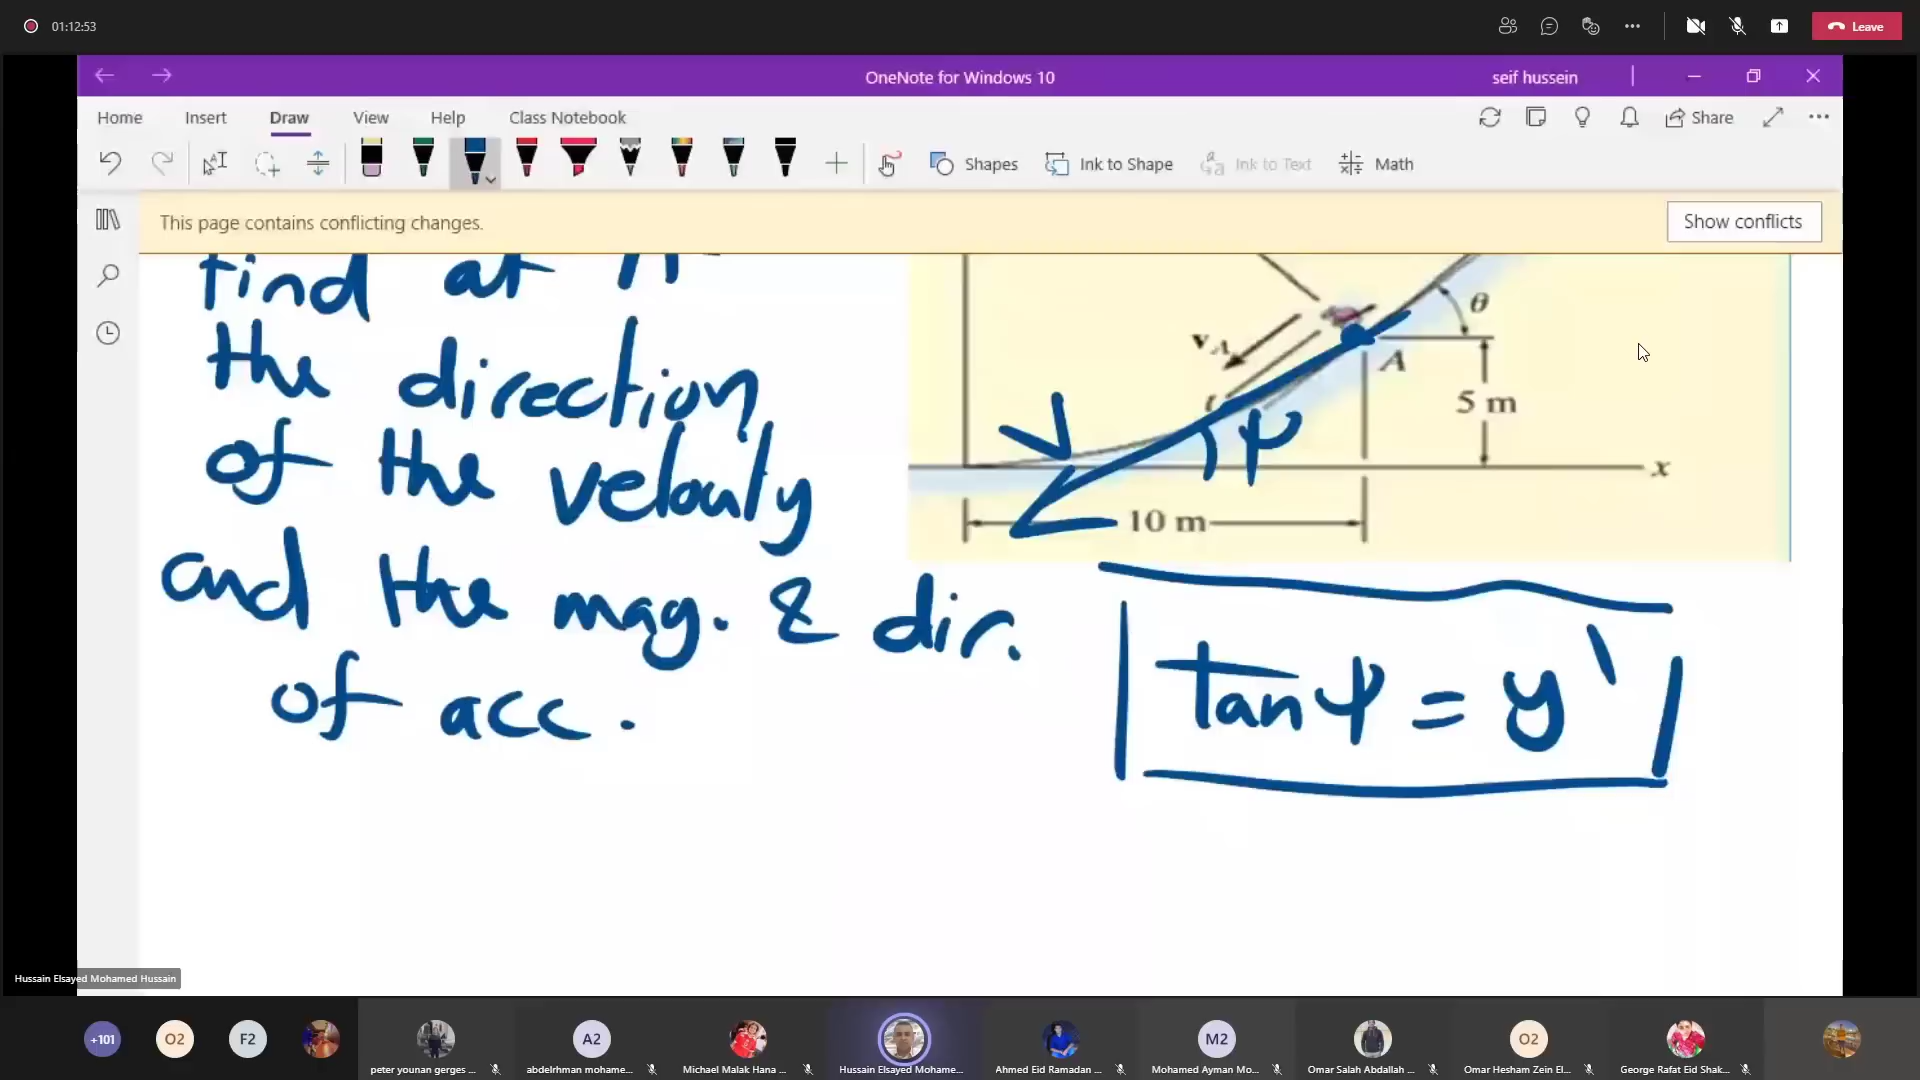 01:12:53
Leave
OneNote for Windows 10
seif hussein
Home Insert Draw View Help Class Notebook
Share
Shapes Ink to Shape Ink to Text Math
This page contains conflicting changes.
Show conflicts
find at A
the direction
of the velouty
and the mag. & dir.
of acc.
θ
v A
A
5 m
ψ
x
10 m
tan ψ = y'
Hussain Elsayed Mohamed Hussain
+101 O2 F2 A2 M2 O2
peter younan gerges ... abdelrhman mohame... Michael Malak Hana ... Hussain Elsayed Mohame... Ahmed Eid Ramadan ... Mohamed Ayman Mo... Omar Salah Abdallah ... Omar Hesham Zein El... George Rafat Eid Shak...